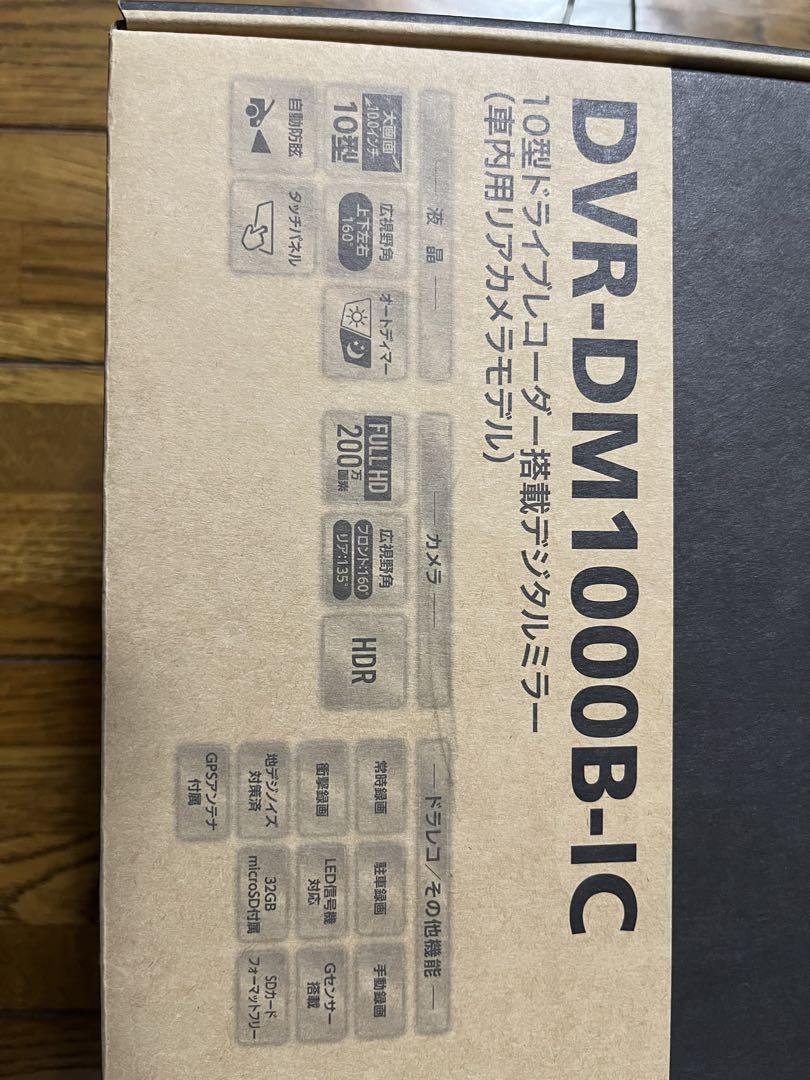 DVR-DM1000B-IC
10型ドライブレコーダー搭載デジタルミラー
(車内用リアカメラモデル)
液晶
大画面
10.0インチ
10型
広視野角
上下左右
160°
オートディマー
自動防眩
タッチパネル
カメラ
FULL HD
200万画素
広視野角
フロント:160°
リア:135°
HDR
ドラレコ/その他機能
常時録画
駐車録画
手動録画
衝撃録画
LED信号機
対応
Gセンサー
搭載
地デジノイズ
対策済
32GB
microSD付属
SDカード
フォーマットフリー
GPSアンテナ
付属